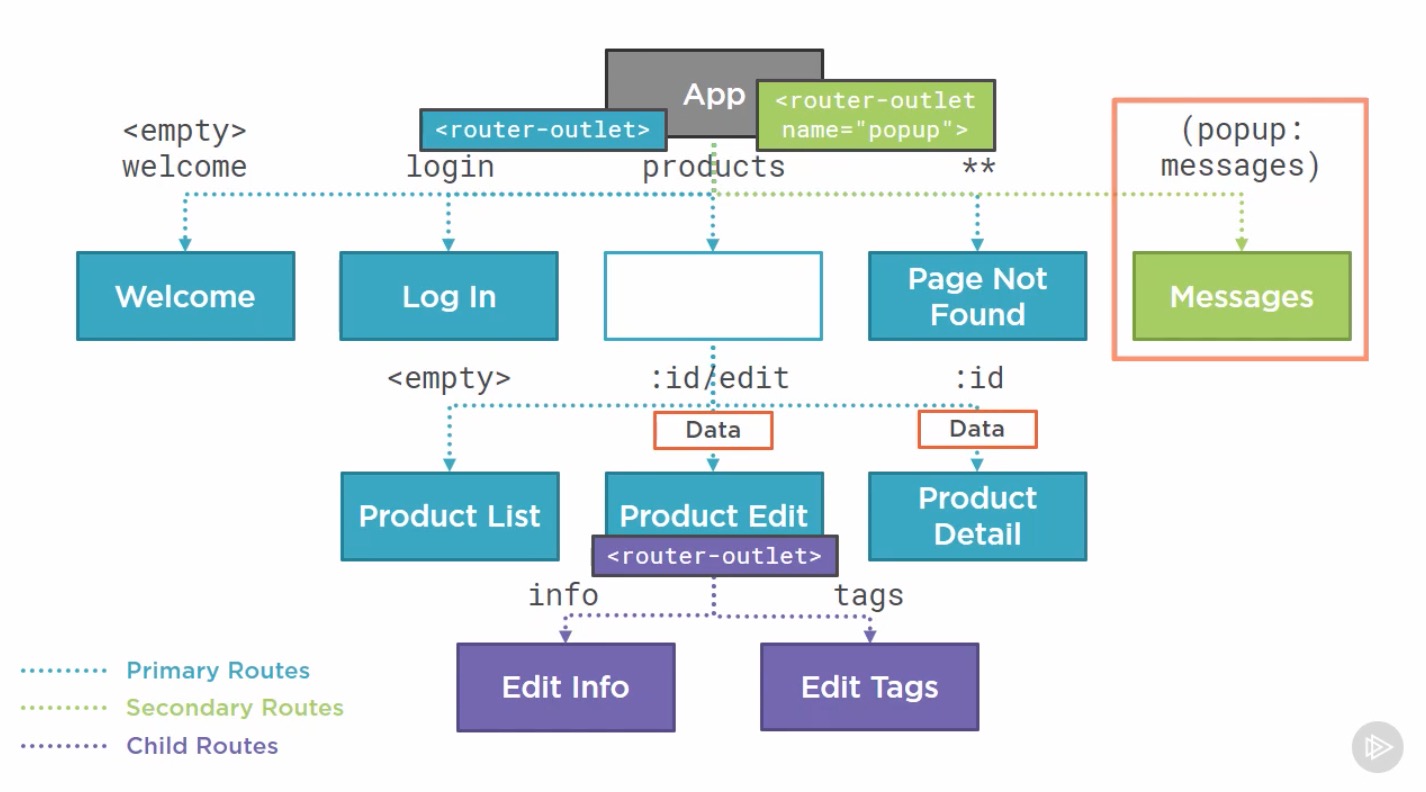 App
<router-outlet>
<router-outlet
name="popup">
<empty>
welcome
login
products
**
(popup:
messages)
Welcome
Log In
Page Not
Found
Messages
<empty>
:id/edit
:id
Data
Data
Product List
Product Edit
Product
Detail
<router-outlet>
info
tags
Edit Info
Edit Tags
Primary Routes
Secondary Routes
Child Routes